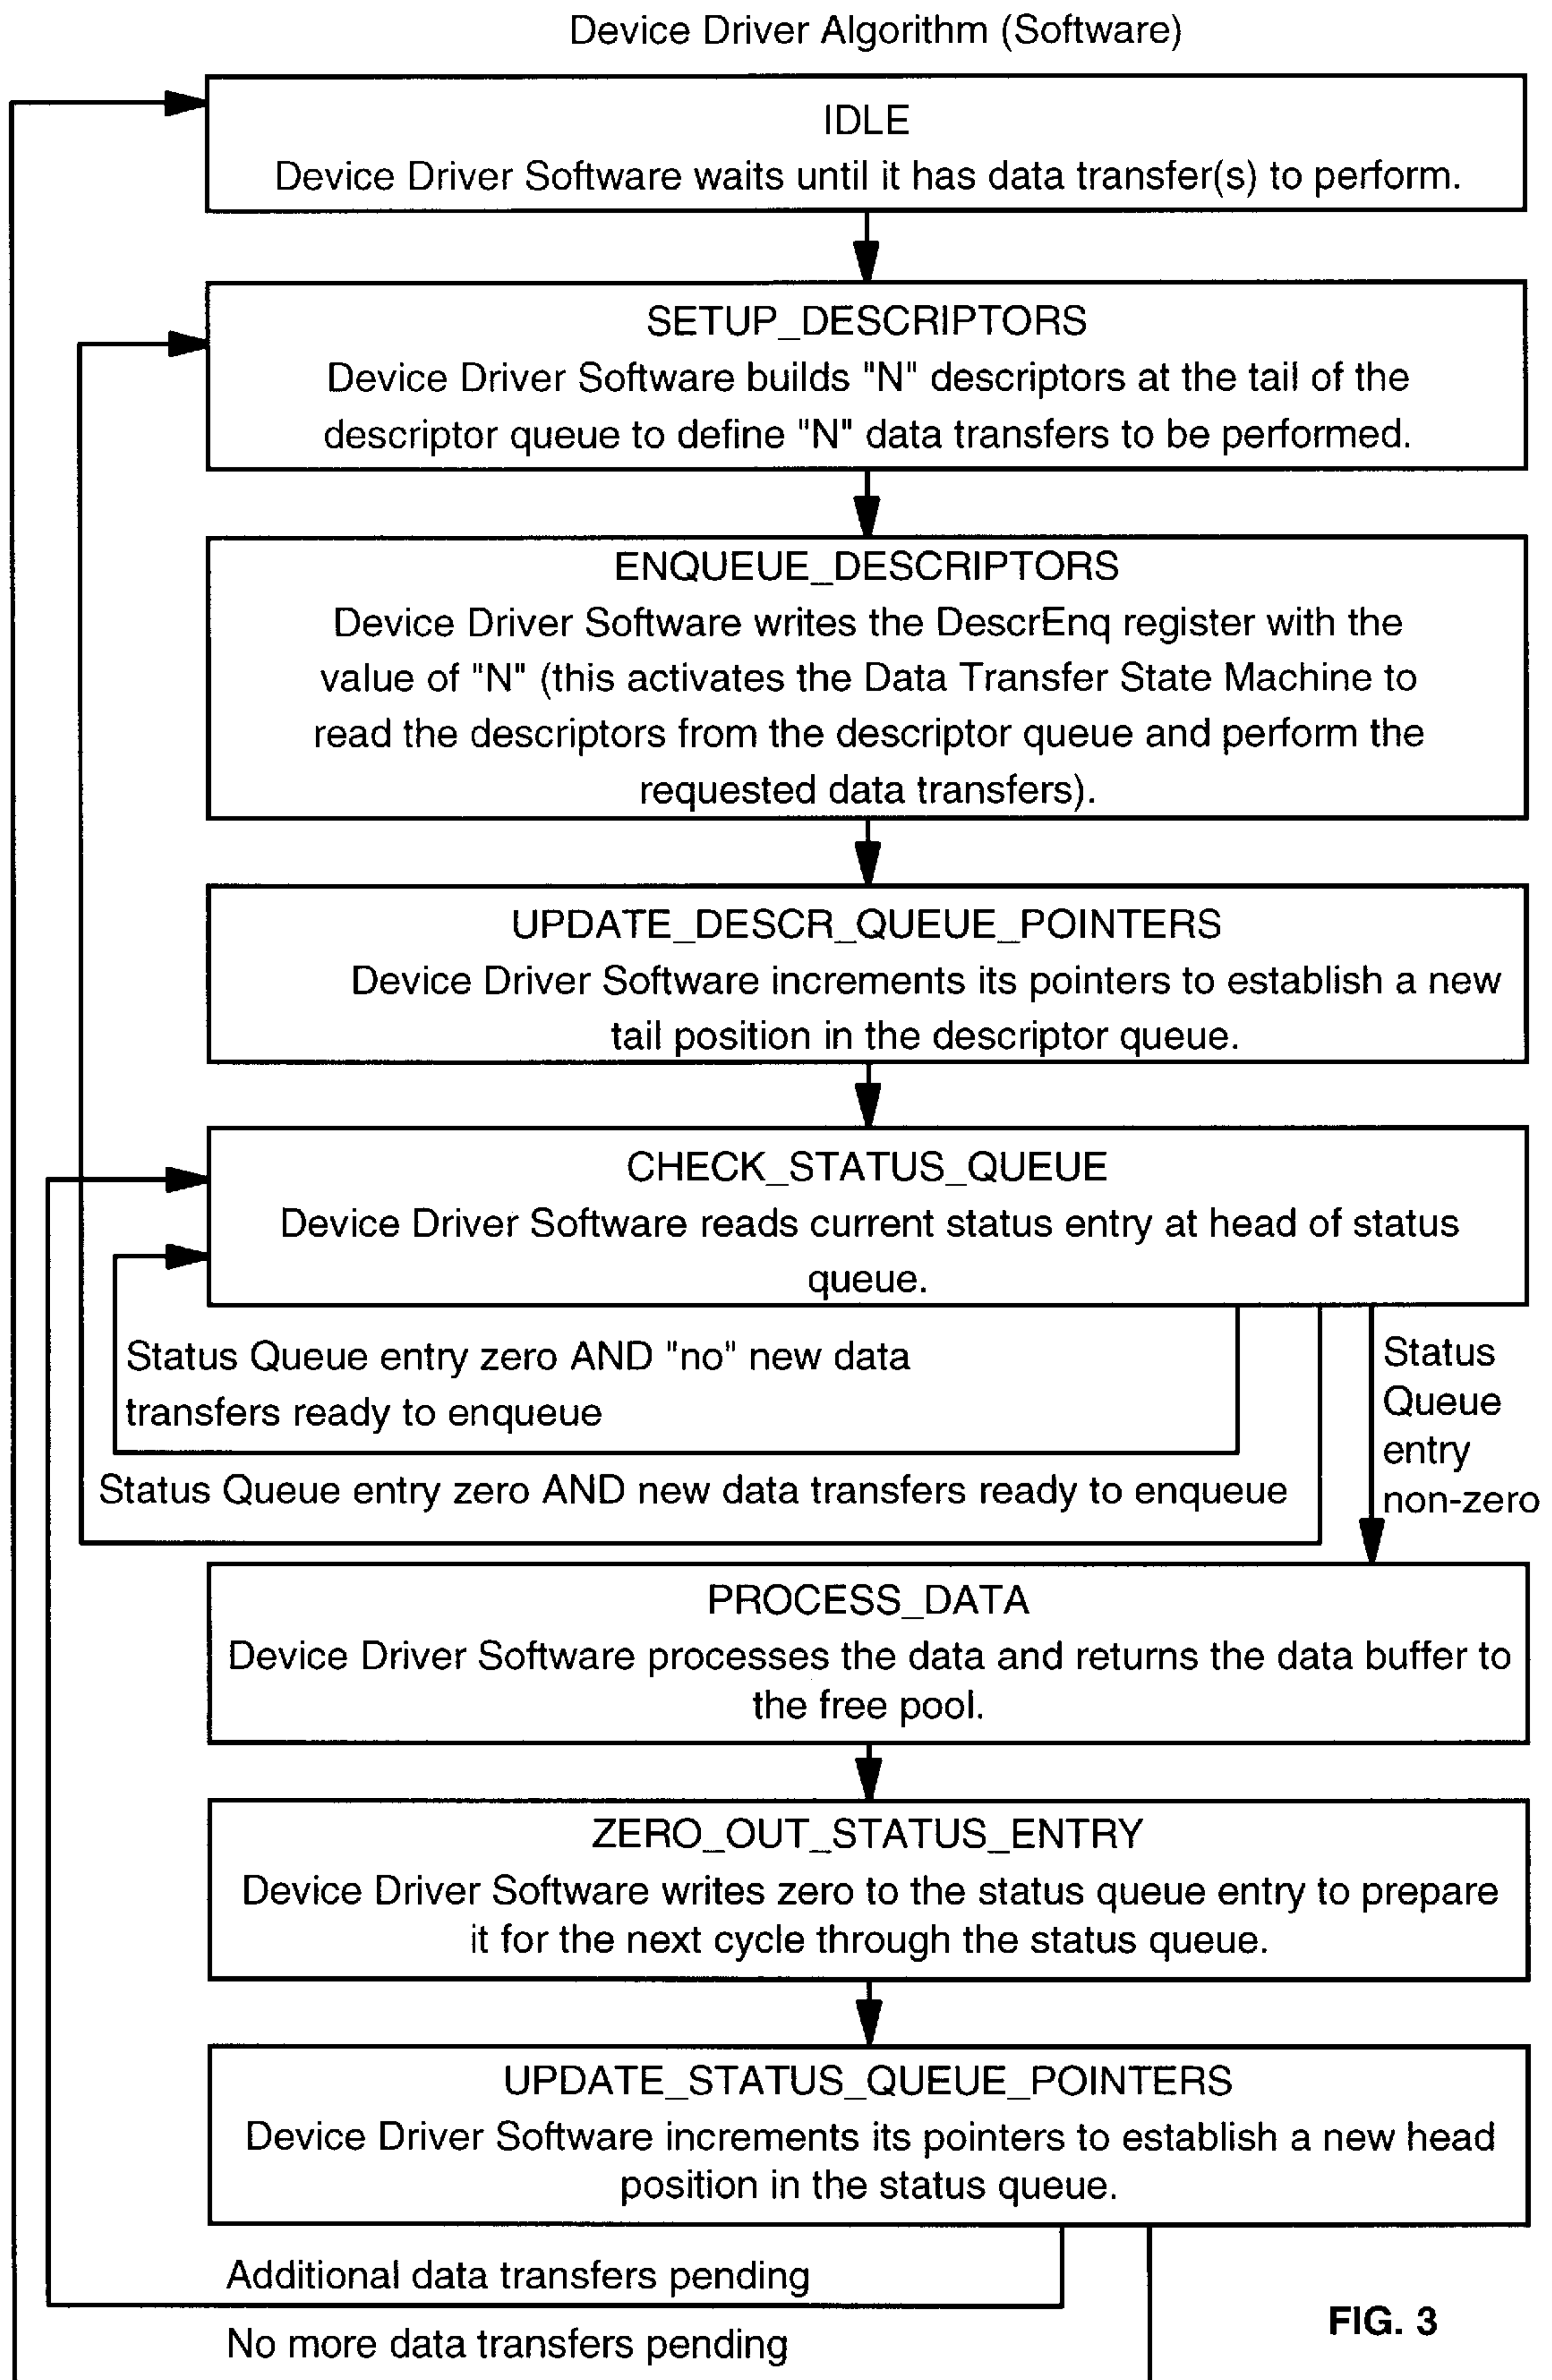 Device Driver Algorithm (Software)
IDLE
Device Driver Software waits until it has data transfer(s) to perform.
SETUP_DESCRIPTORS
Device Driver Software builds "N" descriptors at the tail of the
descriptor queue to define "N" data transfers to be performed.
ENQUEUE_DESCRIPTORS
Device Driver Software writes the DescrEnq register with the
value of "N" (this activates the Data Transfer State Machine to
read the descriptors from the descriptor queue and perform the
requested data transfers).
UPDATE_DESCR_QUEUE_POINTERS
Device Driver Software increments its pointers to establish a new
tail position in the descriptor queue.
CHECK_STATUS_QUEUE
Device Driver Software reads current status entry at head of status
queue.
Status Queue entry zero AND "no" new data
transfers ready to enqueue
Status Queue entry zero AND new data transfers ready to enqueue
Status
Queue
entry
non-zero
PROCESS_DATA
Device Driver Software processes the data and returns the data buffer to
the free pool.
ZERO_OUT_STATUS_ENTRY
Device Driver Software writes zero to the status queue entry to prepare
it for the next cycle through the status queue.
UPDATE_STATUS_QUEUE_POINTERS
Device Driver Software increments its pointers to establish a new head
position in the status queue.
Additional data transfers pending
No more data transfers pending
FIG. 3